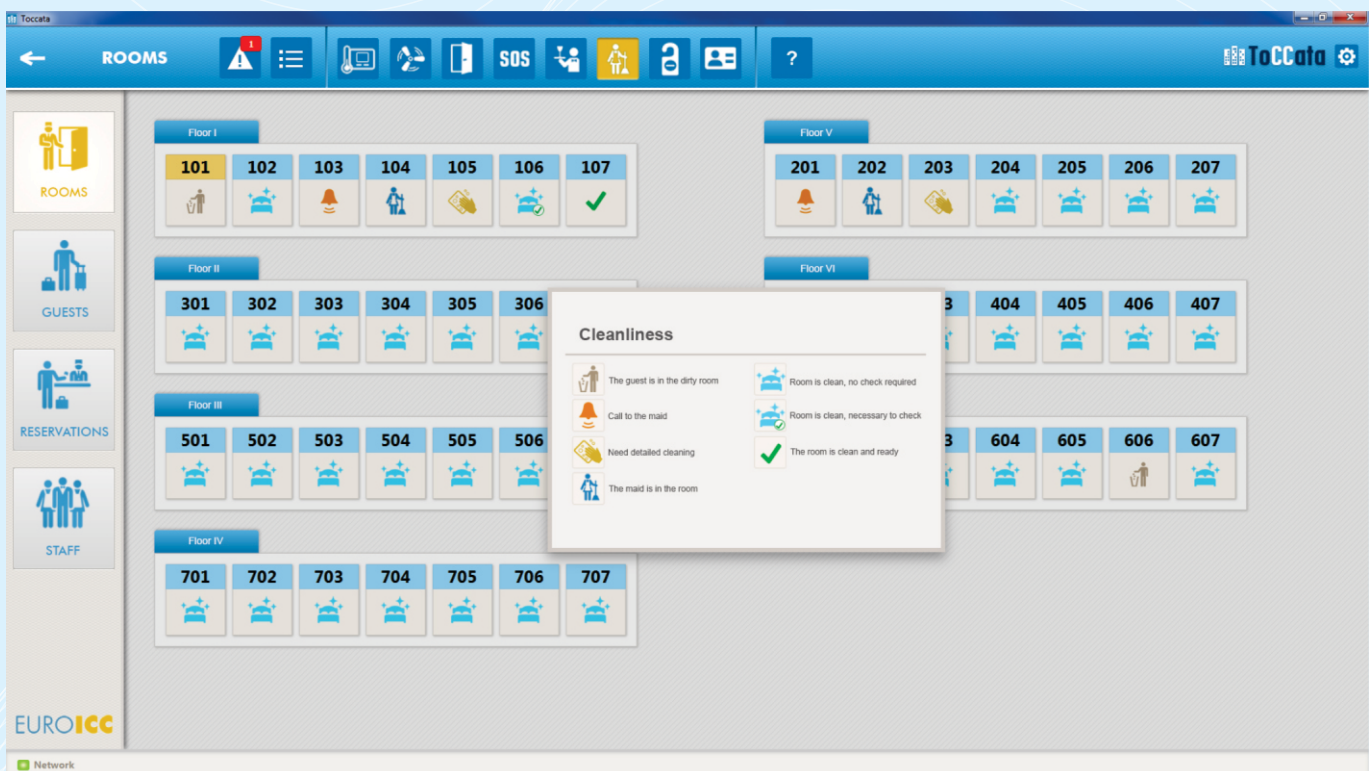 Toccata
ROOMS
1
SOS
?
ToCCata
ROOMS
GUESTS
RESERVATIONS
STAFF
EUROICC
Floor I
101 102 103 104 105 106 107
Floor V
201 202 203 204 205 206 207
Floor II
301 302 303 304 305 306
Floor VI
3 404 405 406 407
Floor III
501 502 503 504 505 506
3 604 605 606 607
Floor IV
701 702 703 704 705 706 707
Cleanliness
The guest is in the dirty room
Call to the maid
Need detailed cleaning
The maid is in the room
Room is clean, no check required
Room is clean, necessary to check
The room is clean and ready
Network